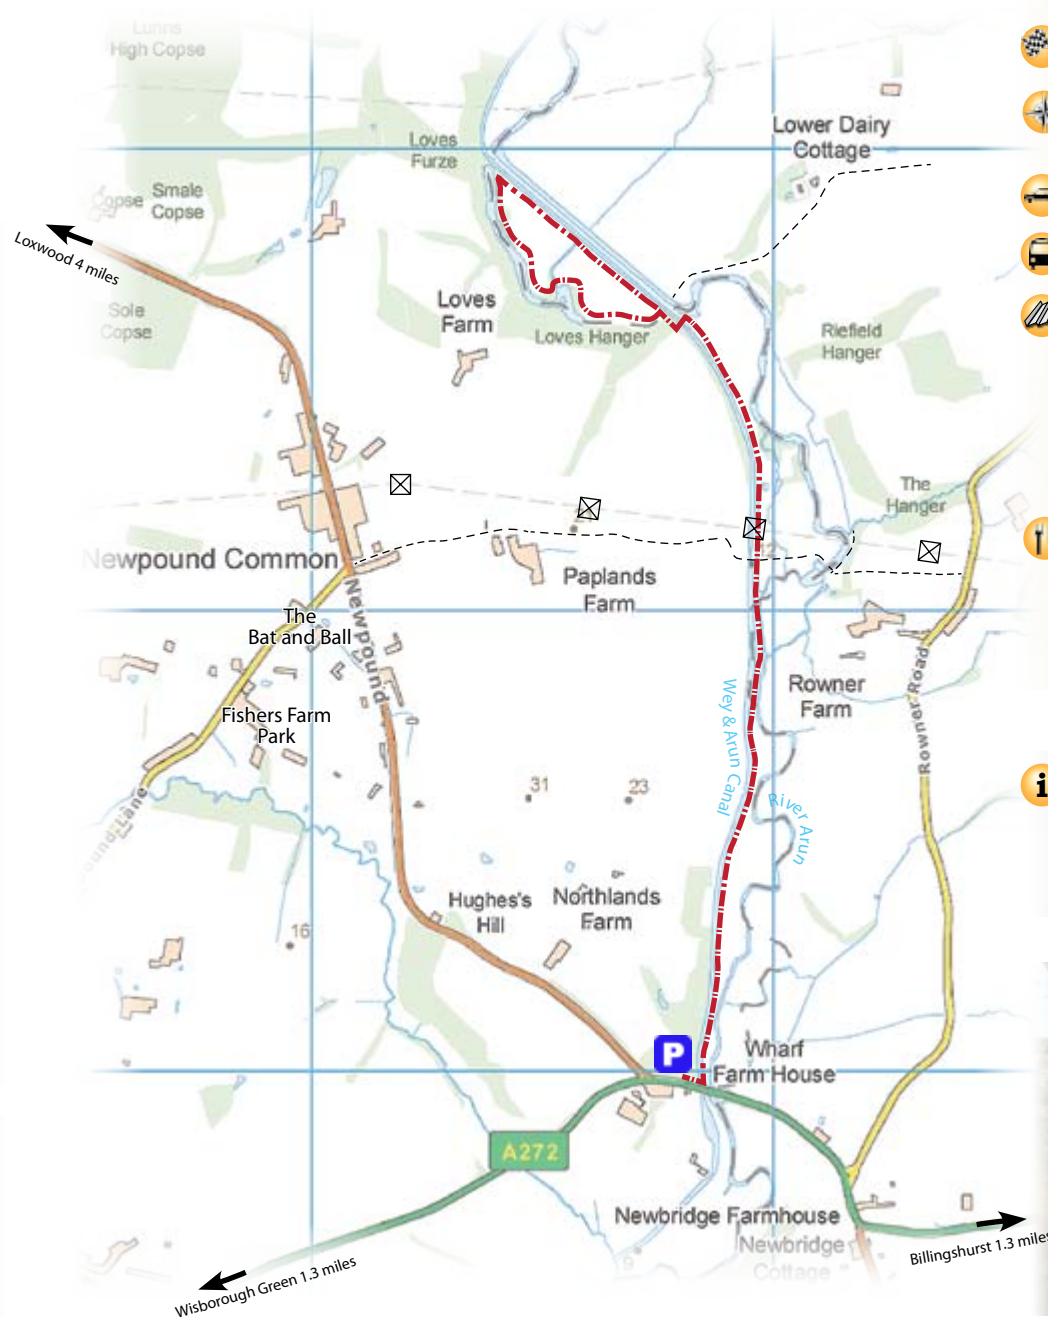 Lunns
High Copse
Loves
Furze
Lower Dairy
Cottage
Copse
Smale
Copse
Loxwood 4 miles
Sole
Copse
Loves
Farm
Loves Hanger
Riefield
Hanger
The
Hanger
Newpound Common
Paplands
Farm
The
Bat and Ball
Newpound
Rowner
Farm
Rowner Road
Fishers Farm
Park
Wey & Arun Canal
River Arun
31
23
ound Lane
Hughes's
Hill
Northlands
Farm
16
P
Wharf
Farm House
A272
Newbridge Farmhouse
Newbridge
Cottage
9
Billingshurst 1.3 miles
Wisborough Green 1.3 miles
i